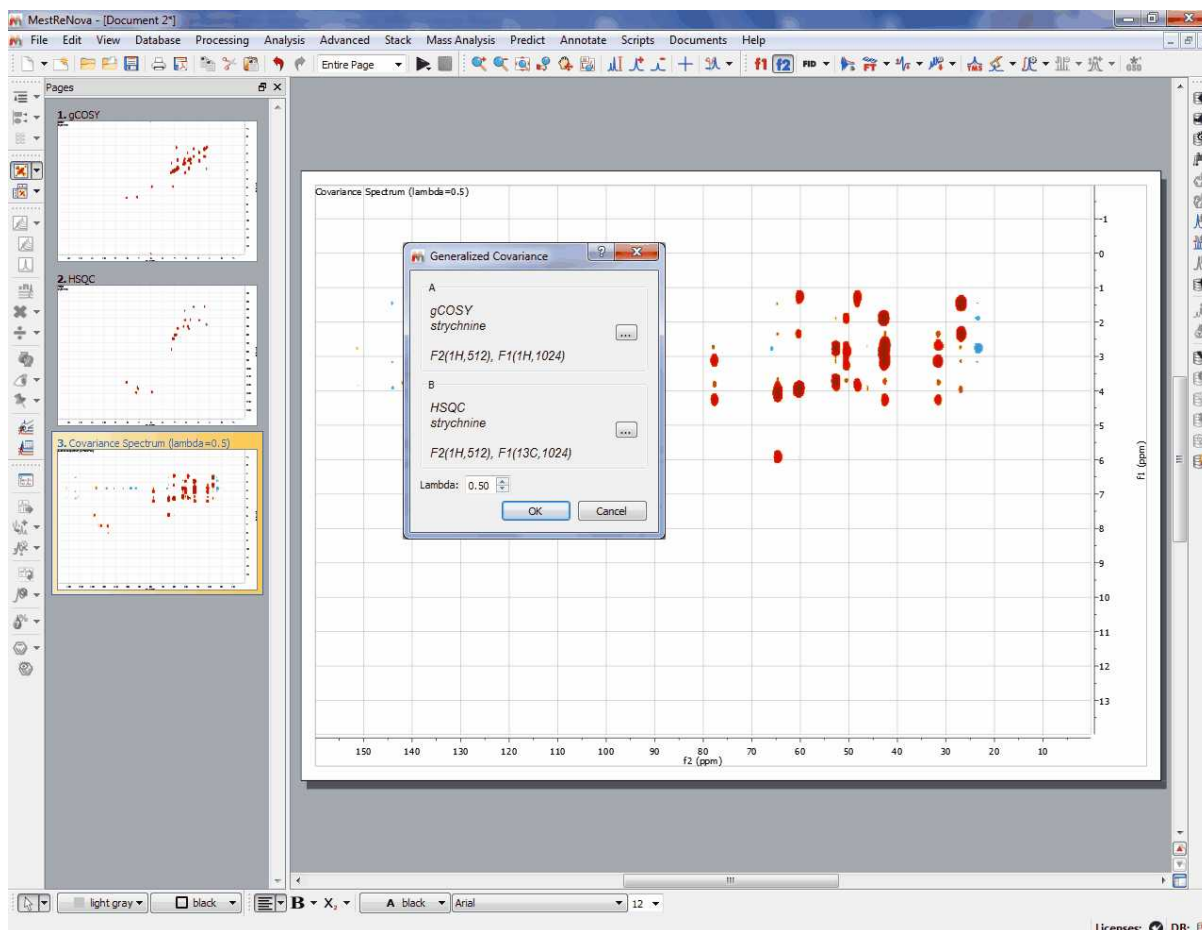 MestReNova - [Document 2*]
File Edit View Database Processing Analysis Advanced Stack Mass Analysis Predict Annotate Scripts Documents Help
Entire Page
f1 f2 FID
Pages
1. gCOSY
2. HSQC
3. Covariance Spectrum (lambda=0.5)
Covariance Spectrum (lambda=0.5)
Generalized Covariance
A
gCOSY
strychnine
...
F2(1H,512), F1(1H,1024)
B
HSQC
strychnine
...
F2(1H,512), F1(13C,1024)
Lambda: 0.50
OK Cancel
-1
0
1
2
3
4
5
6
7
8
9
10
11
12
13
f1 (ppm)
150 140 130 120 110 100 90 80 70 60 50 40 30 20 10
f2 (ppm)
light gray black B X, A black Arial 12
Licenses: DB: